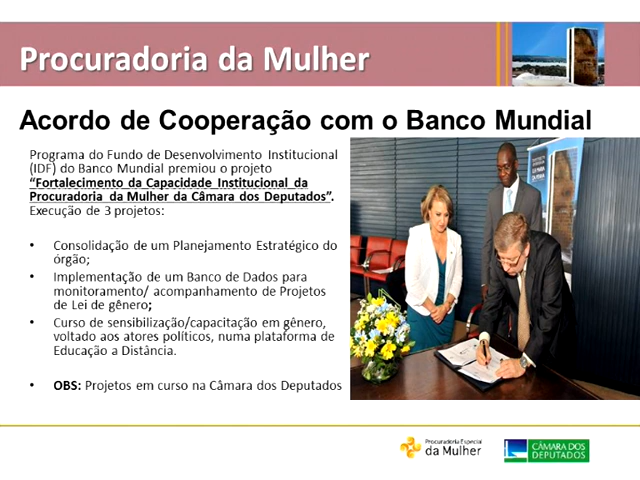 Procuradoria da Mulher
Acordo de Cooperação com o Banco Mundial
Programa do Fundo de Desenvolvimento Institucional
(IDF) do Banco Mundial premiou o projeto
“Fortalecimento da Capacidade Institucional da
Procuradoria da Mulher da Câmara dos Deputados”.
Execução de 3 projetos:
• Consolidação de um Planejamento Estratégico do
órgão;
• Implementação de um Banco de Dados para
monitoramento/ acompanhamento de Projetos
de Lei de gênero;
• Curso de sensibilização/capacitação em gênero,
voltado aos atores políticos, numa plataforma de
Educação a Distância.
• OBS: Projetos em curso na Câmara dos Deputados
Procuradoria Especial
da Mulher
CÂMARA DOS
DEPUTADOS